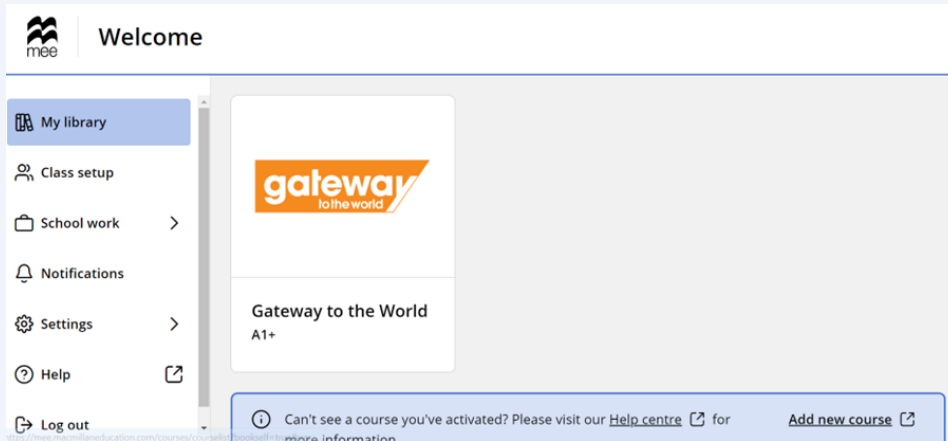 mee
Welcome
My library
Class setup
School work
Notifications
Settings
Help
Log out
gateway
to the world
Gateway to the World
A1+
Can't see a course you've activated? Please visit our Help centre for
more information
Add new course